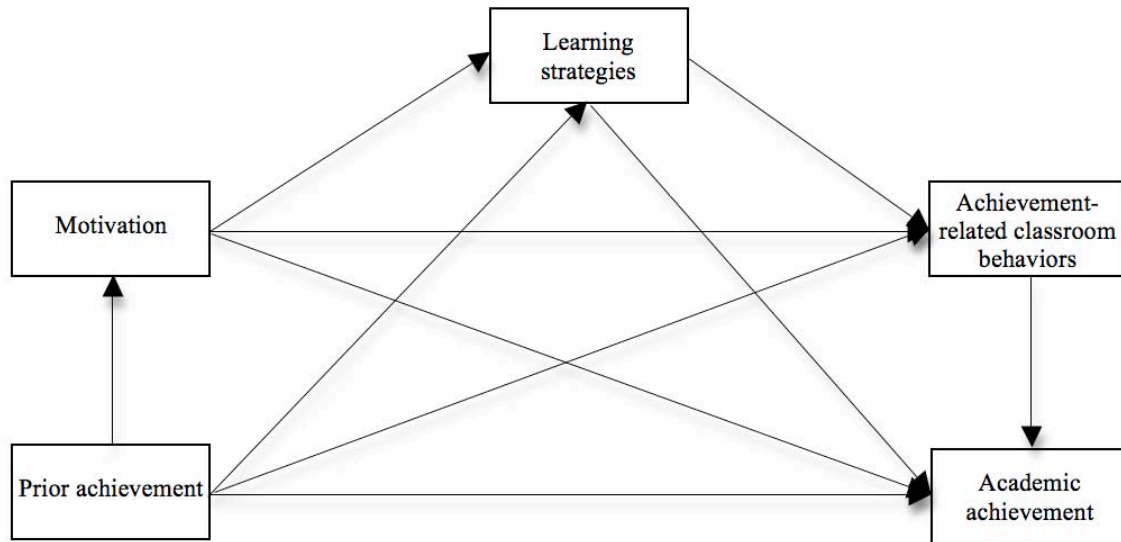 Learning
strategies
Motivation
Achievement-
related classroom
behaviors
Prior achievement
Academic
achievement